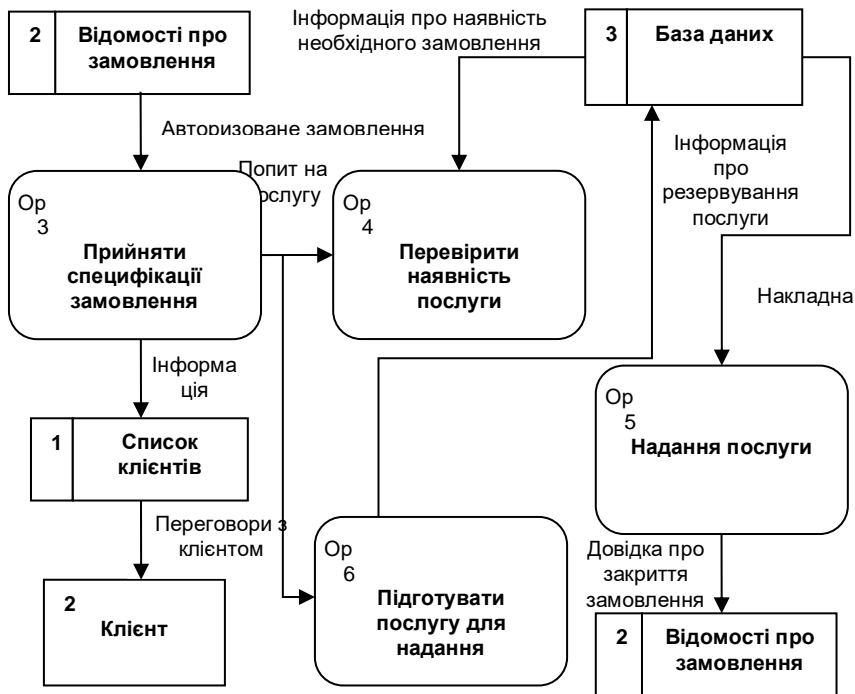 2
Відомості про
замовлення
Інформація про наявність
необхідного замовлення
3
База даних
Авторизоване замовлення
Попит на
послугу
Інформація
про
резервування
послуги
Ор
3
Прийняти
специфікації
замовлення
Ор
4
Перевірити
наявність
послуги
Накладна
Інформа
ція
Ор
5
Надання послуги
1
Список
клієнтів
Переговори з
клієнтом
Ор
6
Підготувати
послугу для
надання
Довідка про
закриття
замовлення
2
Клієнт
2
Відомості про
замовлення